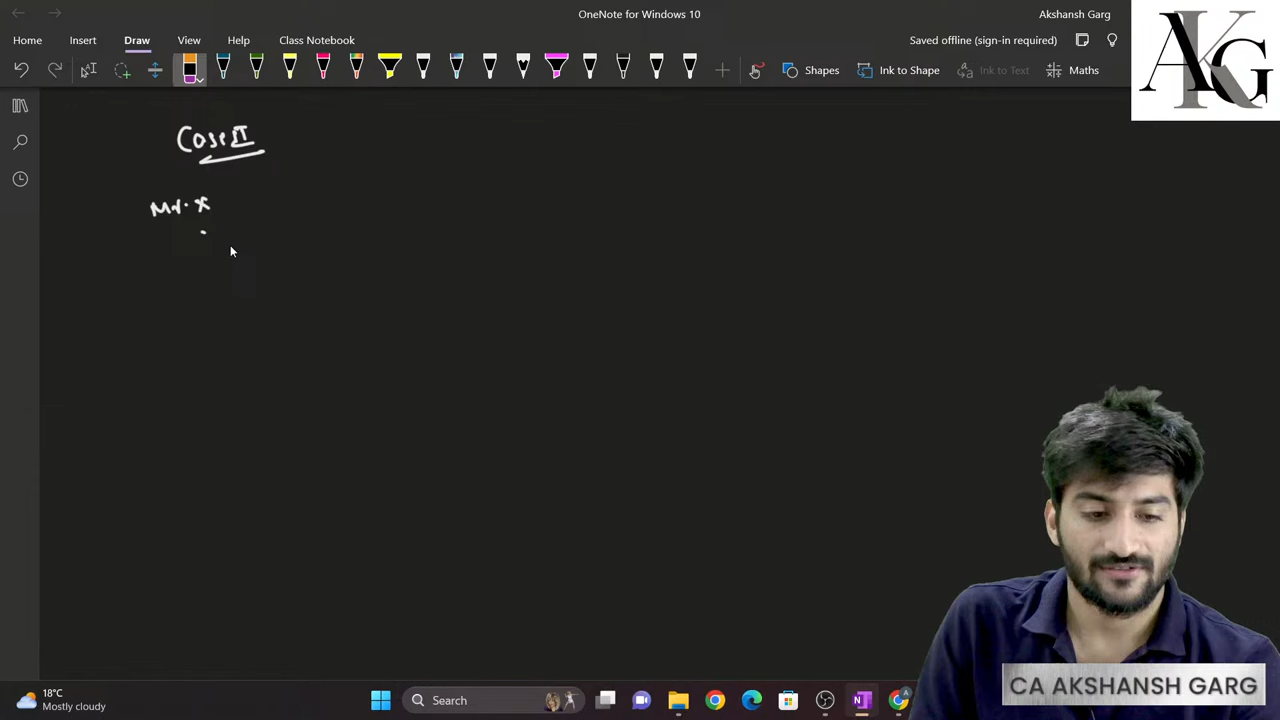 OneNote for Windows 10
Akshansh Garg
Home Insert Draw View Help Class Notebook
Saved offline (sign-in required)
Shapes Ink to Shape Ink to Text Maths
AKG
Case II
Mr. X
CA AKSHANSH GARG
18°C
Mostly cloudy
Search